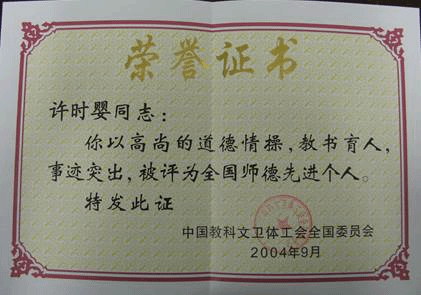 荣誉证书
许时婴同志：
你以高尚的道德情操，教书育人，
事迹突出，被评为全国师德先进个人。
特发此证
中国教科文卫体工会全国委员会
2004年9月